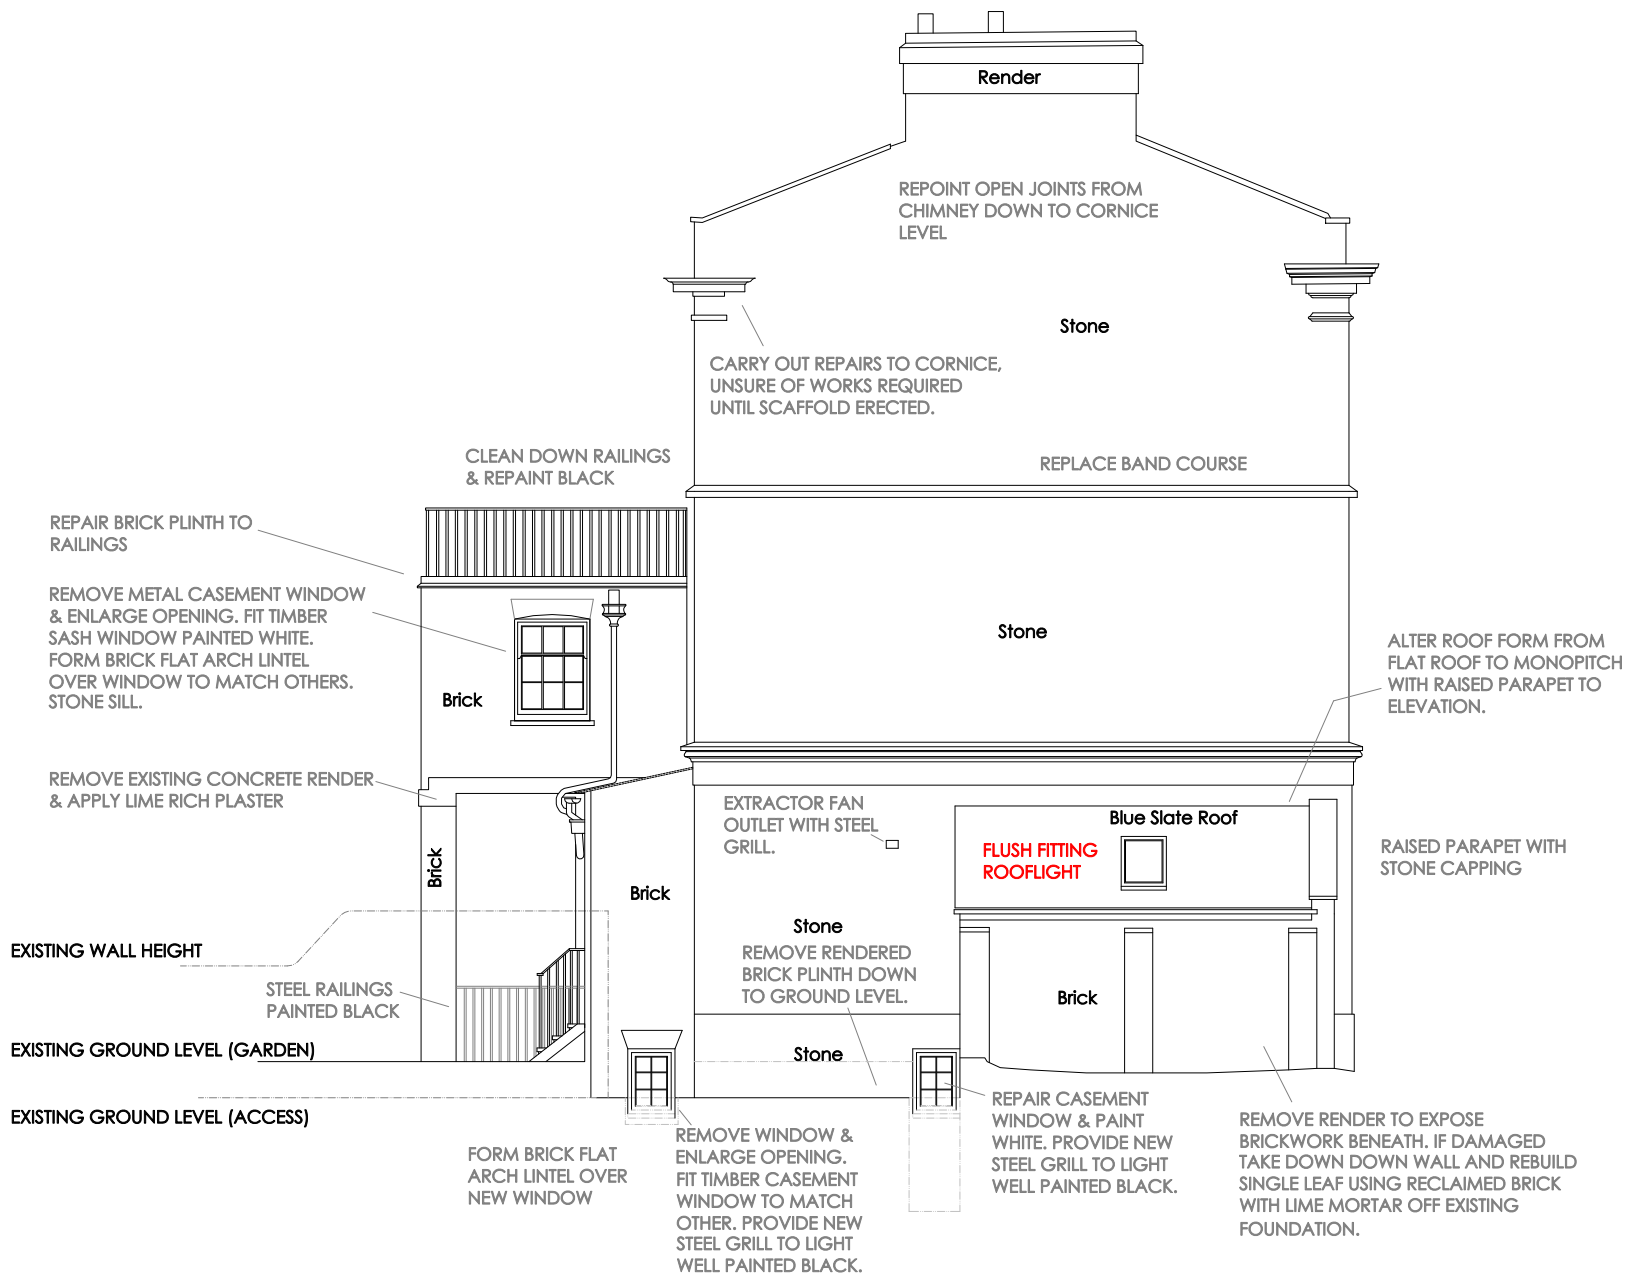 Render
REPOINT OPEN JOINTS FROM
CHIMNEY DOWN TO CORNICE
LEVEL
Stone
CARRY OUT REPAIRS TO CORNICE,
UNSURE OF WORKS REQUIRED
UNTIL SCAFFOLD ERECTED.
CLEAN DOWN RAILINGS
& REPAINT BLACK
REPLACE BAND COURSE
REPAIR BRICK PLINTH TO
RAILINGS
REMOVE METAL CASEMENT WINDOW
& ENLARGE OPENING. FIT TIMBER
SASH WINDOW PAINTED WHITE.
FORM BRICK FLAT ARCH LINTEL
OVER WINDOW TO MATCH OTHERS.
STONE SILL.
Brick
Stone
ALTER ROOF FORM FROM
FLAT ROOF TO MONOPITCH
WITH RAISED PARAPET TO
ELEVATION.
REMOVE EXISTING CONCRETE RENDER
& APPLY LIME RICH PLASTER
EXTRACTOR FAN
OUTLET WITH STEEL
GRILL.
Blue Slate Roof
FLUSH FITTING
ROOFLIGHT
RAISED PARAPET WITH
STONE CAPPING
Brick
Brick
Stone
EXISTING WALL HEIGHT
REMOVE RENDERED
BRICK PLINTH DOWN
TO GROUND LEVEL.
STEEL RAILINGS
PAINTED BLACK
Brick
EXISTING GROUND LEVEL (GARDEN)
Stone
EXISTING GROUND LEVEL (ACCESS)
FORM BRICK FLAT
ARCH LINTEL OVER
NEW WINDOW
REMOVE WINDOW &
ENLARGE OPENING.
FIT TIMBER CASEMENT
WINDOW TO MATCH
OTHER. PROVIDE NEW
STEEL GRILL TO LIGHT
WELL PAINTED BLACK.
REPAIR CASEMENT
WINDOW & PAINT
WHITE. PROVIDE NEW
STEEL GRILL TO LIGHT
WELL PAINTED BLACK.
REMOVE RENDER TO EXPOSE
BRICKWORK BENEATH. IF DAMAGED
TAKE DOWN DOWN WALL AND REBUILD
SINGLE LEAF USING RECLAIMED BRICK
WITH LIME MORTAR OFF EXISTING
FOUNDATION.